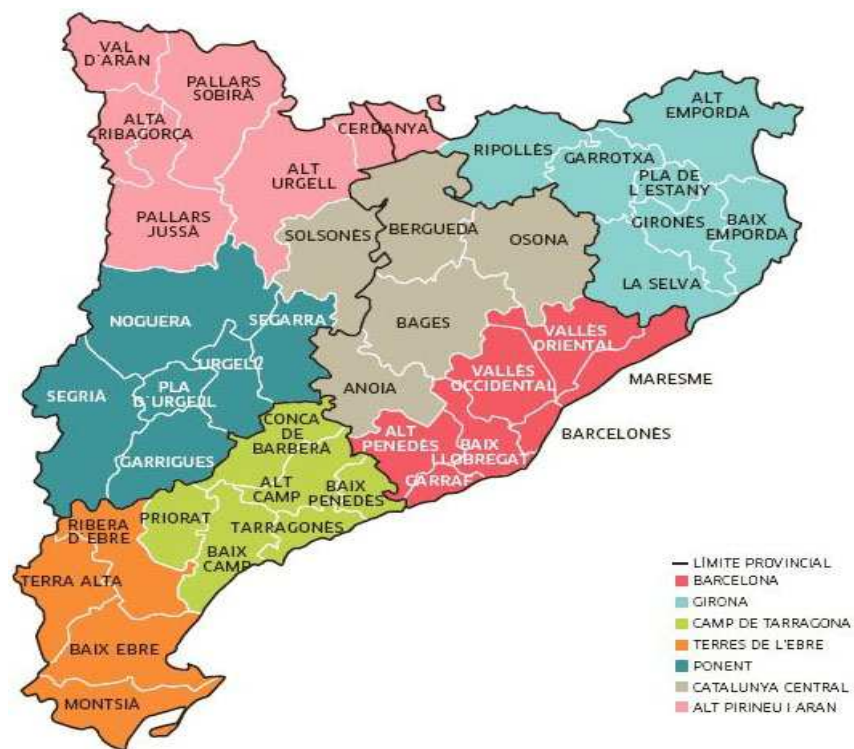 VAL
D'ARAN
PALLARS
SOBIRÀ
ALTA
RIBAGORÇA
CERDANYA
ALT
URGELL
PALLARS
JUSSÀ
RIPOLLÈS
GARROTXA
ALT
EMPORDÀ
PLA DE
L'ESTANY
GIRONÈS
BAIX
EMPORDÀ
LA SELVA
SOLSONÈS
BERGUEDÀ
OSONA
BAGES
ANOIA
NOGUERA
SEGARRA
URGELL
PLA
D'URGELL
SEGRIÀ
GARRIGUES
VALLÈS
ORIENTAL
VALLÈS
OCCIDENTAL
MARESME
BARCELONÈS
ALT
PENEDÈS
BAIX
LLOBREGAT
GARRAF
CONCA
DE
BARBERÀ
ALT
CAMP
BAIX
PENEDÈS
PRIORAT
TARRAGONÈS
BAIX
CAMP
RIBERA
D'EBRE
TERRA ALTA
BAIX EBRE
MONTSIÀ
LÍMITE PROVINCIAL
BARCELONA
GIRONA
CAMP DE TARRAGONA
TERRES DE L'EBRE
PONENT
CATALUNYA CENTRAL
ALT PIRINEU I ARAN